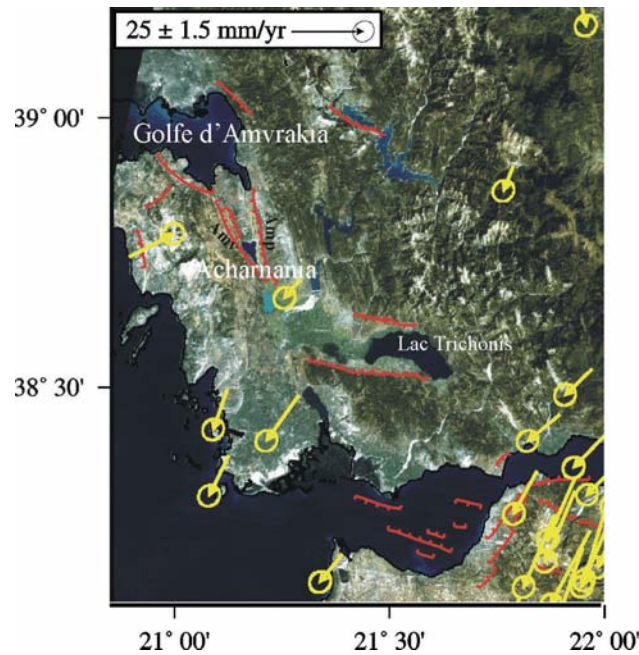 25 ± 1.5 mm/yr
39° 00'
Golfe d'Amvrakia
Amv
Amp
Acharnania
Lac Trichonis
38° 30'
21° 00'
21° 30'
22° 00'